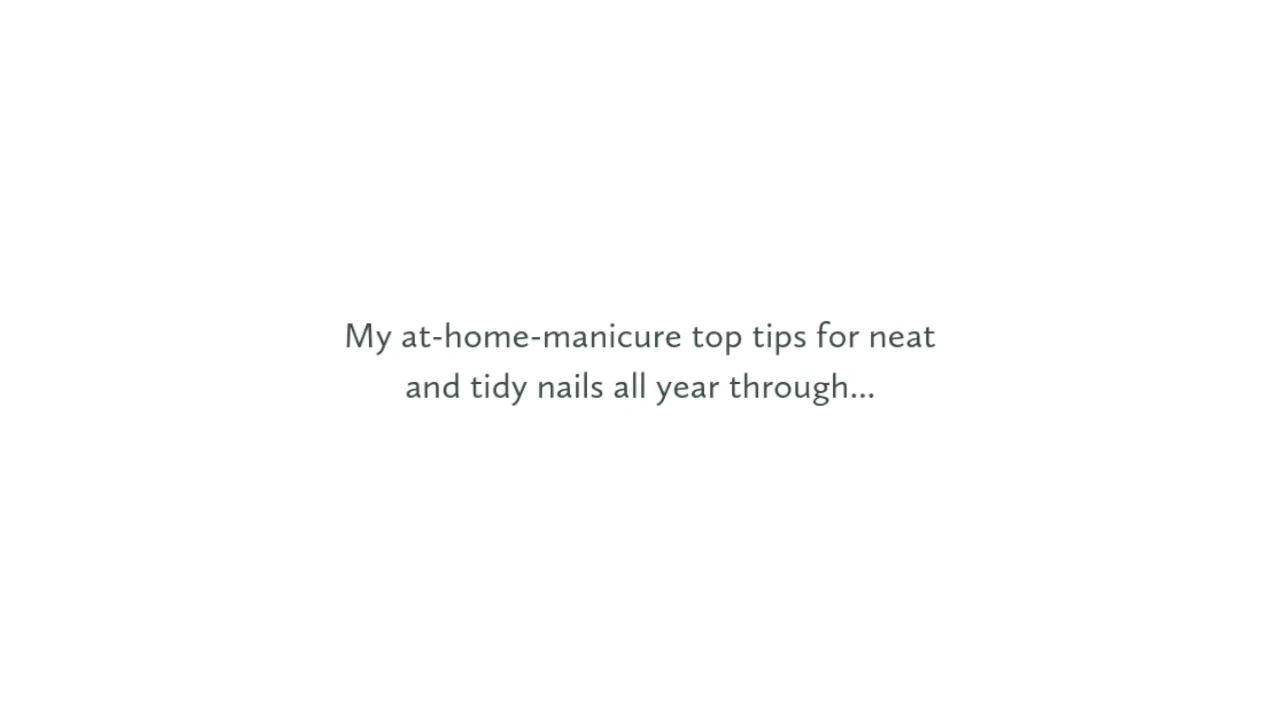 My at-home-manicure top tips for neat
and tidy nails all year through...